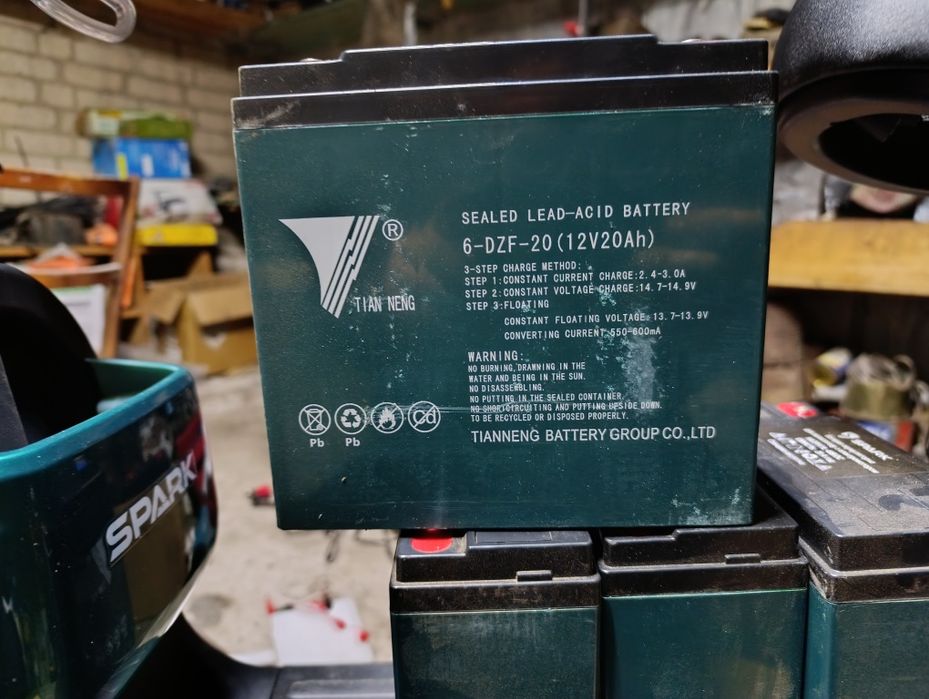 SEALED LEAD-ACID BATTERY
6-DZF-20(12V20Ah)
3-STEP CHARGE METHOD:
STEP 1:CONSTANT CURRENT CHARGE:2.4-3.0A
STEP 2:CONSTANT VOLTAGE CHARGE:14.7-14.9V
STEP 3:FLOATING
CONSTANT FLOATING VOLTAGE:13.7-13.9V
CONVERTING CURRENT:550-600mA
®
TIAN NENG
WARNING:
NO BURNING,DRAWNING IN THE
WATER AND BEING IN THE SUN.
NO DISASSEMBLING.
NO PUTTING IN THE SEALED CONTAINER.
NO SHORTCIRCUITING AND PUTTING UPSIDE DOWN.
TO BE RECYCLED OR DISPOSED PROPERLY.
Pb Pb
TIANNENG BATTERY GROUP CO.,LTD
SPARK
SPARK